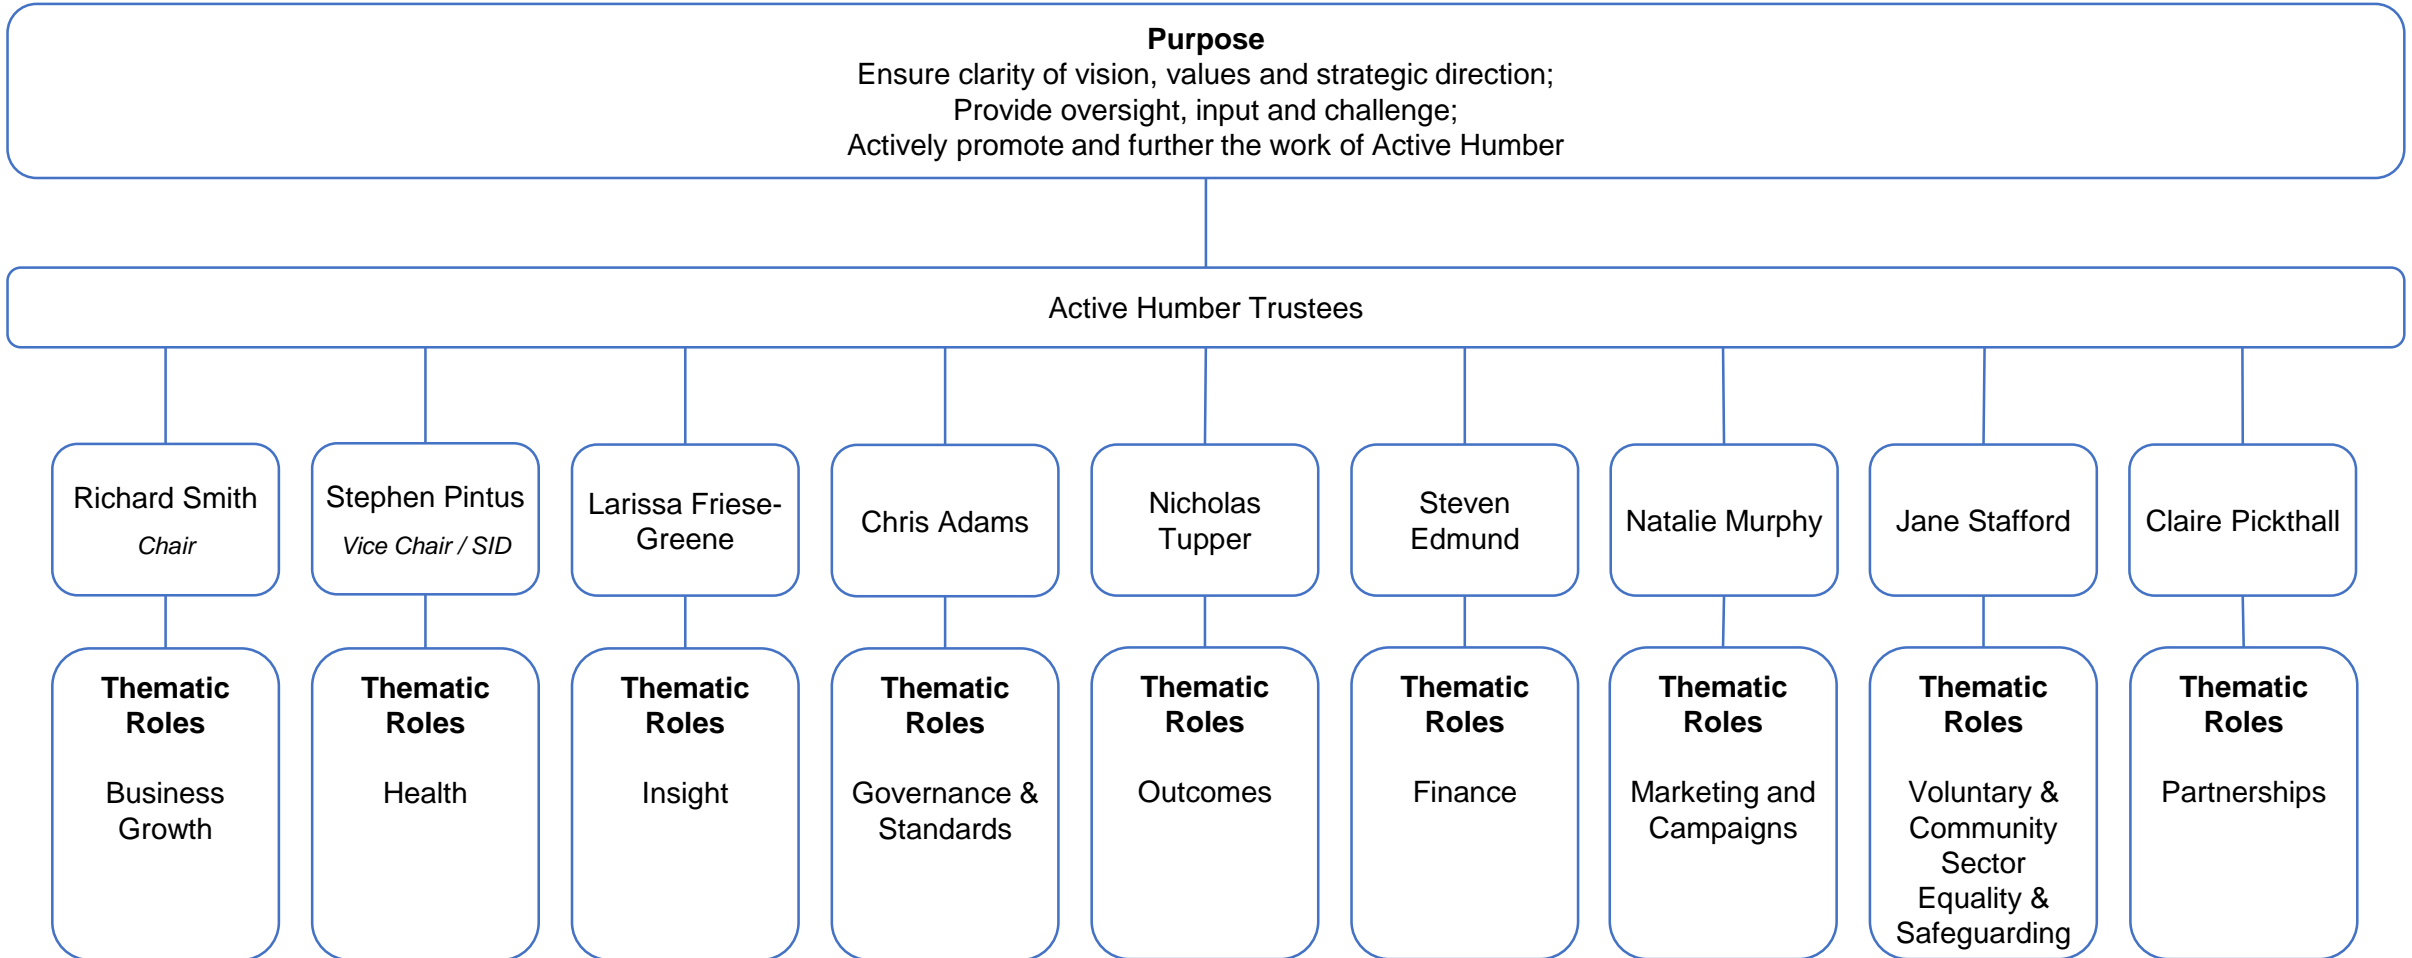 Purpose
Ensure clarity of vision, values and strategic direction;
Provide oversight, input and challenge;
Actively promote and further the work of Active Humber
Active Humber Trustees
Richard Smith
Chair
Stephen Pintus
Vice Chair / SID
Larissa Friese-
Greene
Chris Adams
Nicholas
Tupper
Steven
Edmund
Natalie Murphy
Jane Stafford
Claire Pickthall
Thematic
Roles
Business
Growth
Thematic
Roles
Health
Thematic
Roles
Insight
Thematic
Roles
Governance &
Standards
Thematic
Roles
Outcomes
Thematic
Roles
Finance
Thematic
Roles
Marketing and
Campaigns
Thematic
Roles
Voluntary &
Community
Sector
Equality &
Safeguarding
Thematic
Roles
Partnerships